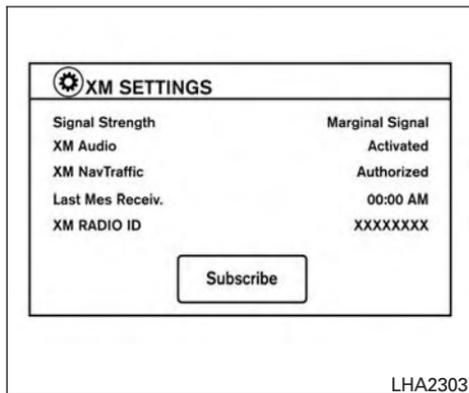 XM SETTINGS
Signal Strength Marginal Signal
XM Audio Activated
XM NavTraffic Authorized
Last Mes Receiv. 00:00 AM
XM RADIO ID XXXXXXXX
Subscribe
LHA2303